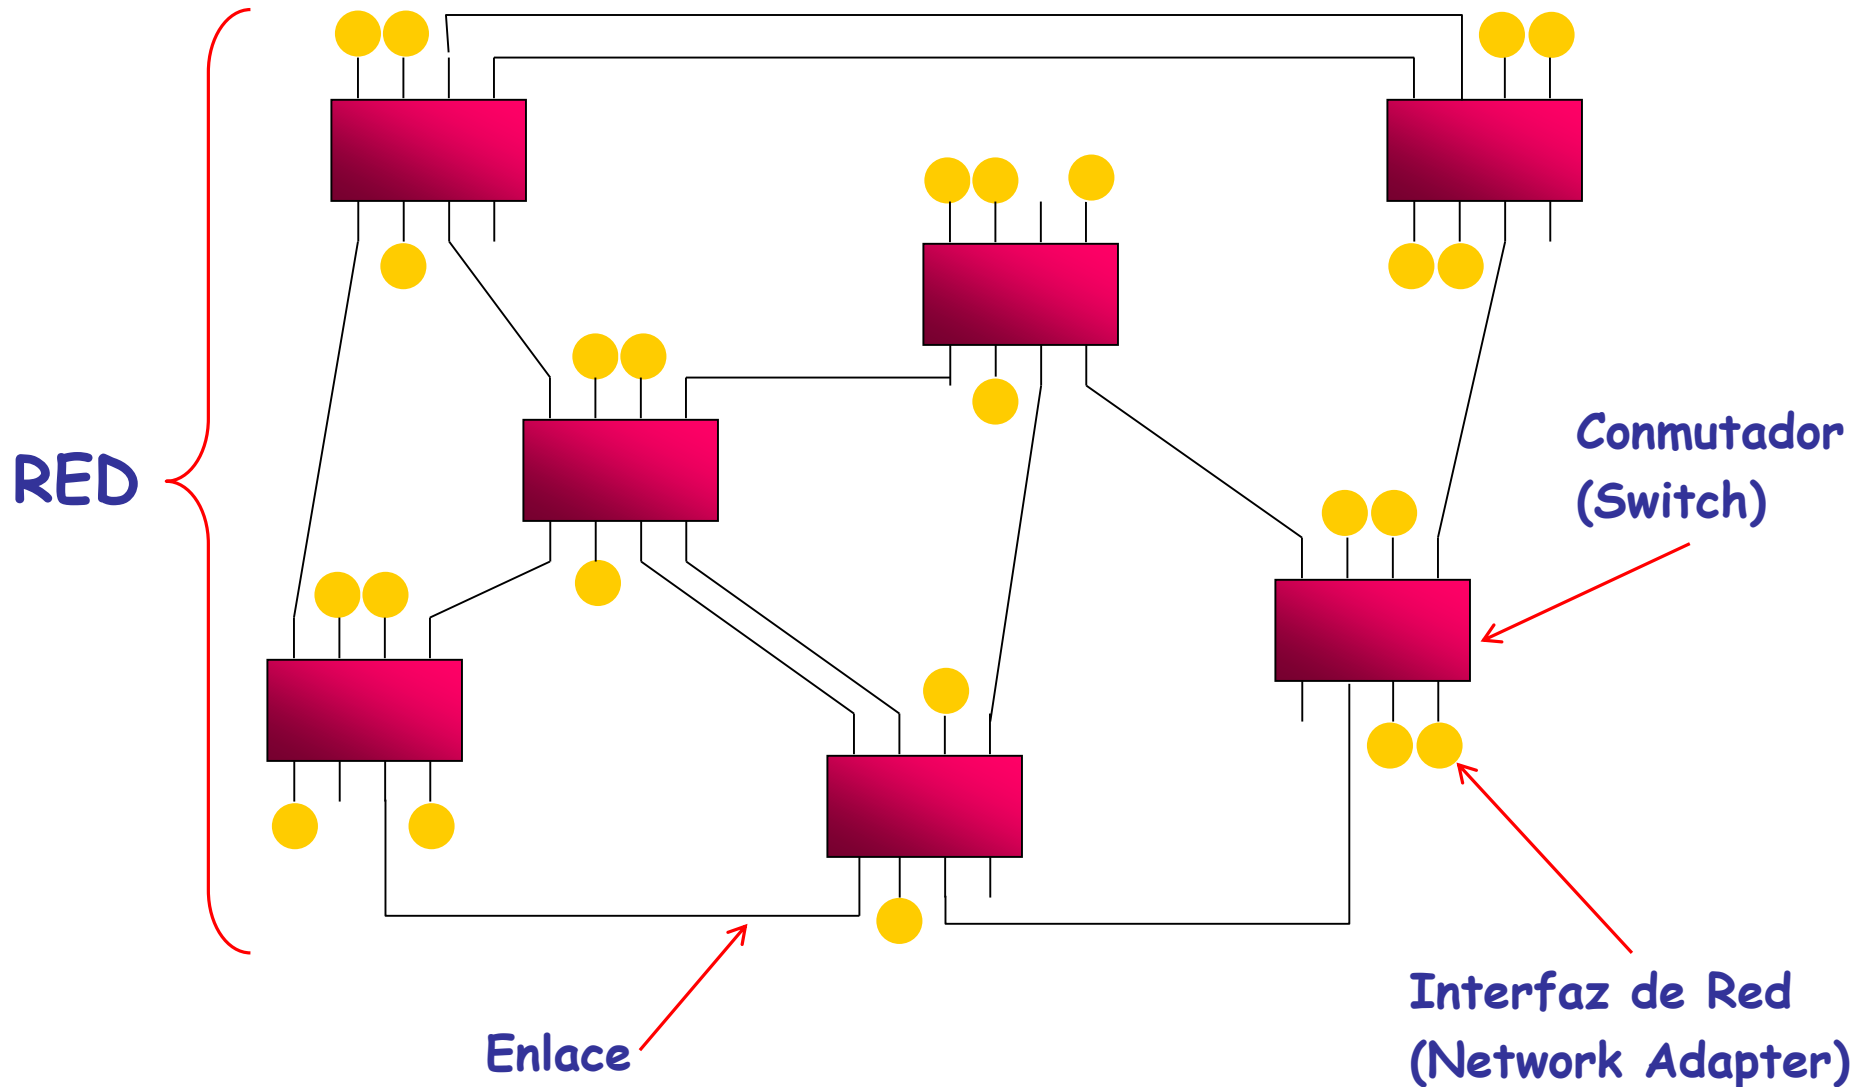 RED
Conmutador
(Switch)
Enlace
Interfaz de Red
(Network Adapter)